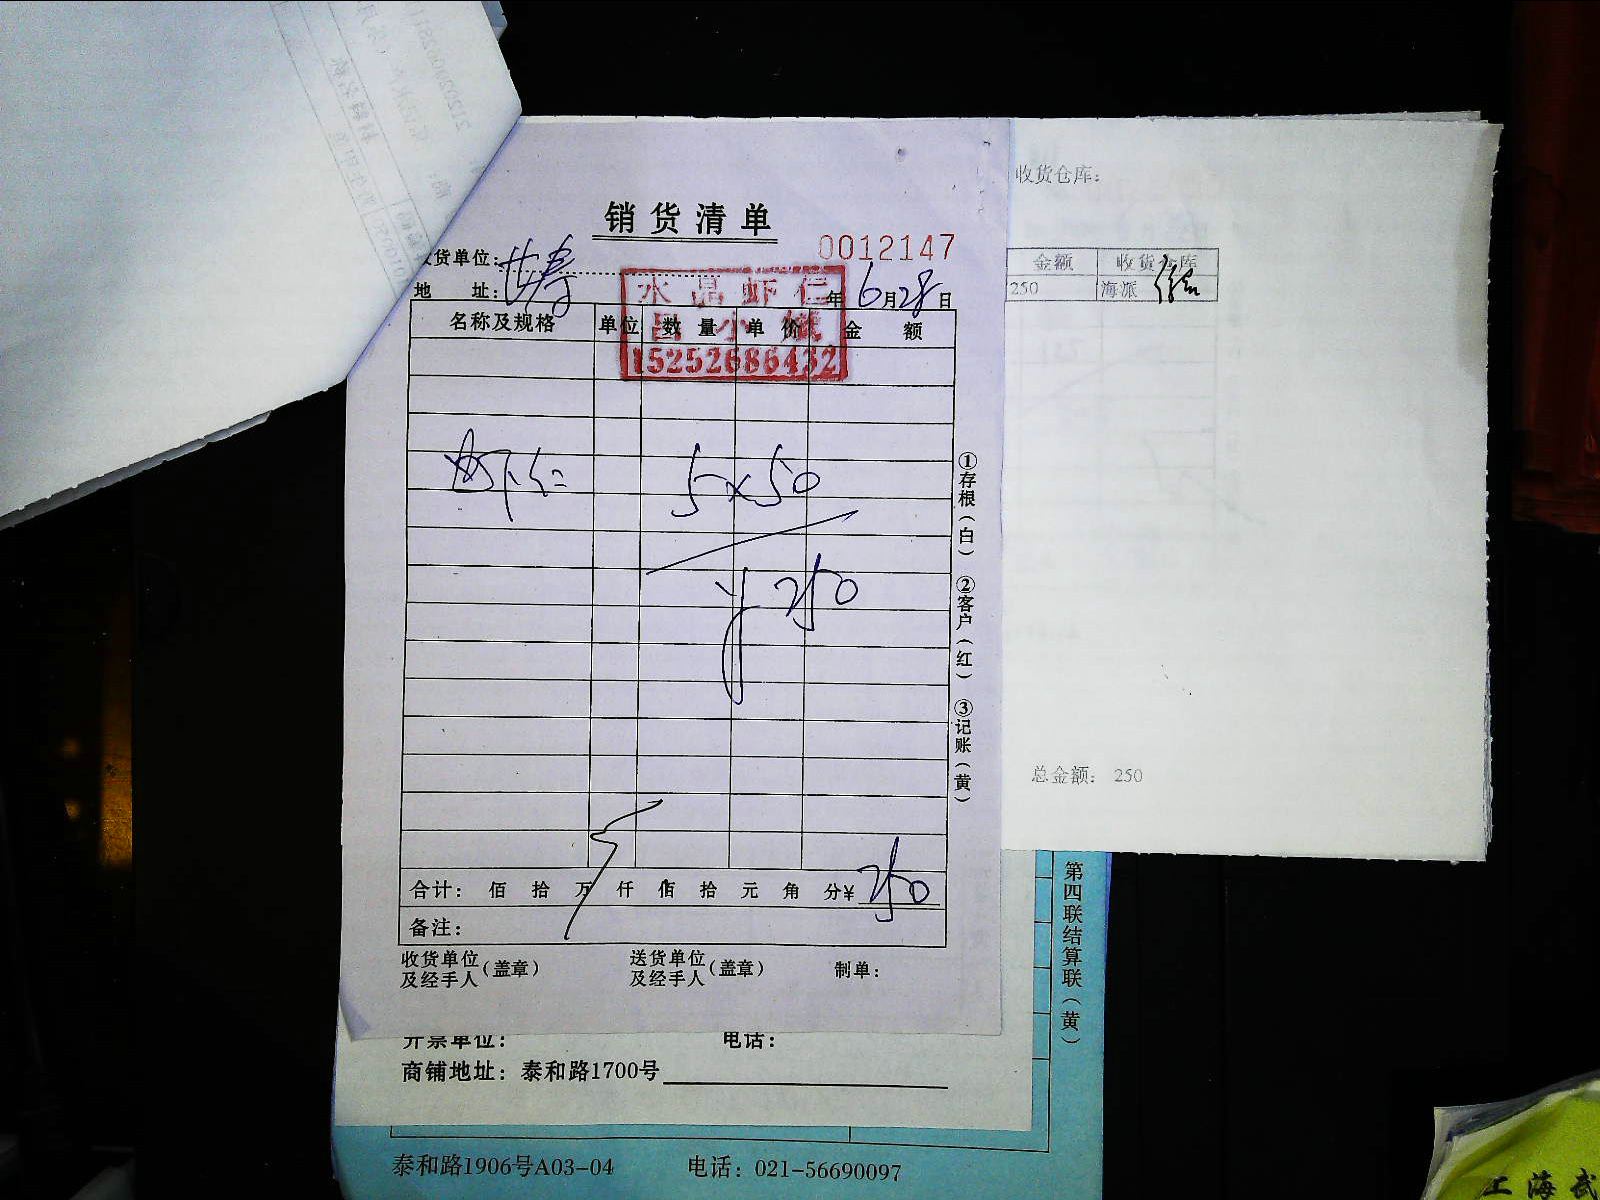 销货清单
0012147
货单位:
地 址:
年 6月28日
水晶虾仁
15252686432
名称及规格 单位 数量 单价 金额
虾仁 5×50
¥250
合计: 佰 拾 万 仟 佰 拾 元 角 分¥ 250
备注:
收货单位及经手人(盖章) 送货单位及经手人(盖章) 制单:
①存根(白) ②客户(红) ③记账(黄)
开票单位: 电话:
商铺地址: 泰和路1700号
泰和路1906号A03-04 电话: 021-56690097
第四联结算联(黄)
收货仓库:
金额 收货仓库
250 海派
总金额: 250
上海